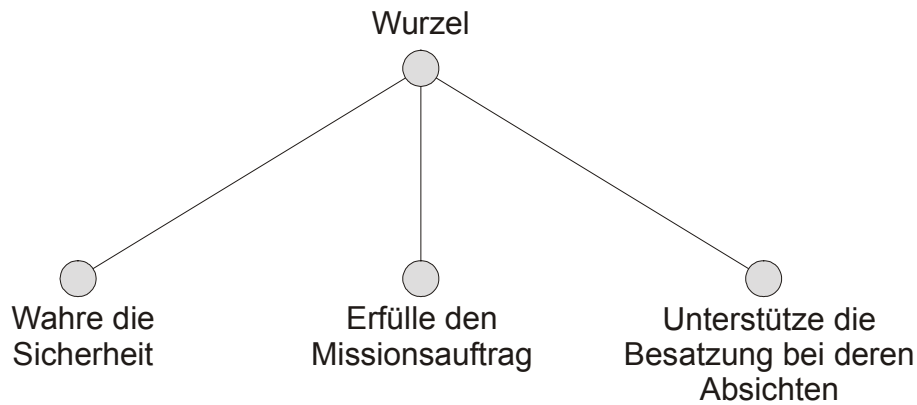 Wurzel
Wahre die
Sicherheit
Erfülle den
Missionsauftrag
Unterstütze die
Besatzung bei deren
Absichten